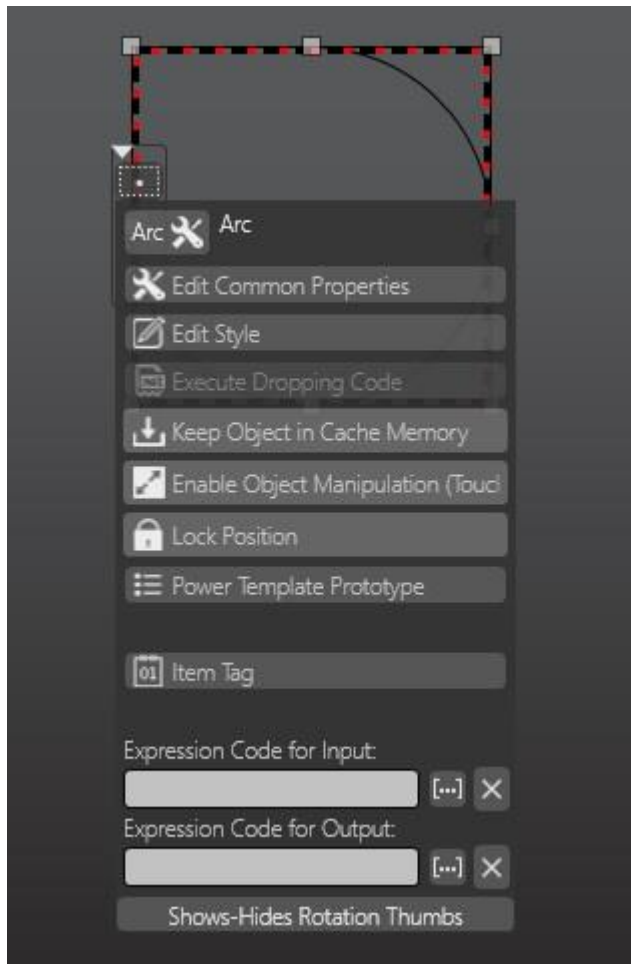 Arc Arc
Edit Common Properties
Edit Style
Execute Dropping Code
Keep Object in Cache Memory
Enable Object Manipulation (Touc
Lock Position
Power Template Prototype
01 Item Tag
Expression Code for Input:
[...]
Expression Code for Output:
[...]
Shows-Hides Rotation Thumbs